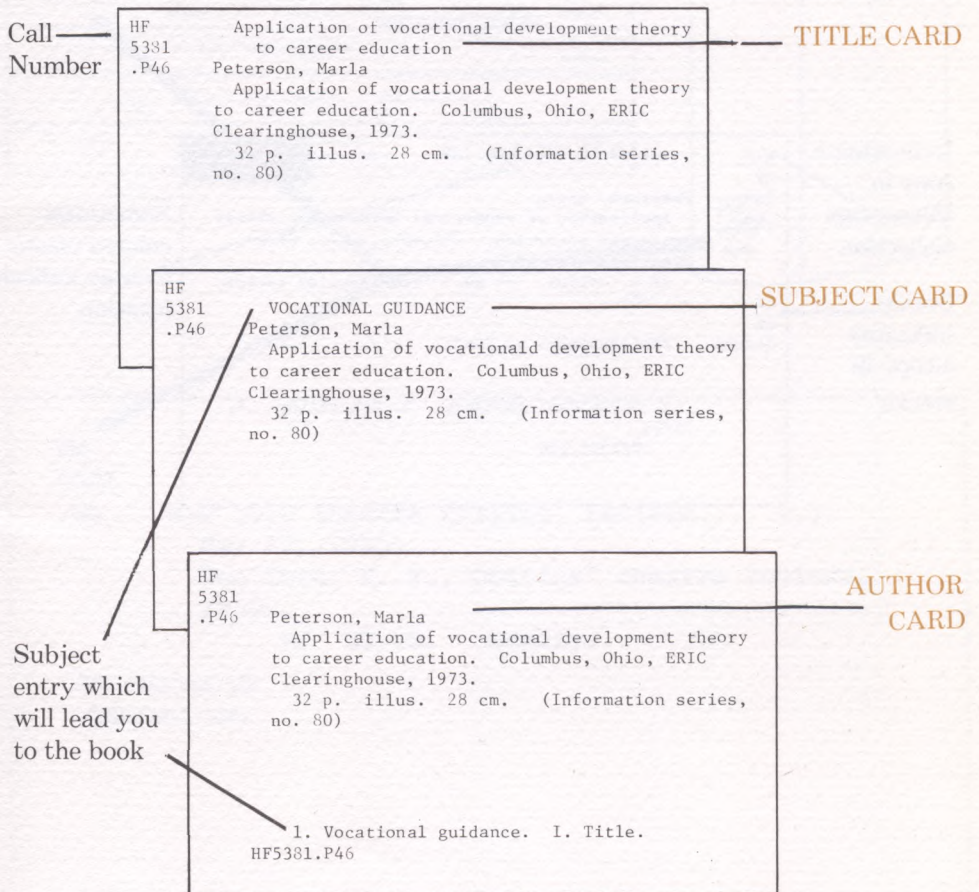 Call
Number
HF
5381
.P46
Application of vocational development theory
to career education
Peterson, Marla
Application of vocational development theory
to career education. Columbus, Ohio, ERIC
Clearinghouse, 1973.
32 p. illus. 28 cm. (Information series,
no. 80)
TITLE CARD
HF
5381
.P46
VOCATIONAL GUIDANCE
Peterson, Marla
Application of vocationald development theory
to career education. Columbus, Ohio, ERIC
Clearinghouse, 1973.
32 p. illus. 28 cm. (Information series,
no. 80)
SUBJECT CARD
HF
5381
.P46
Peterson, Marla
Application of vocational development theory
to career education. Columbus, Ohio, ERIC
Clearinghouse, 1973.
32 p. illus. 28 cm. (Information series,
no. 80)
1. Vocational guidance. I. Title.
HF5381.P46
AUTHOR
CARD
Subject
entry which
will lead you
to the book